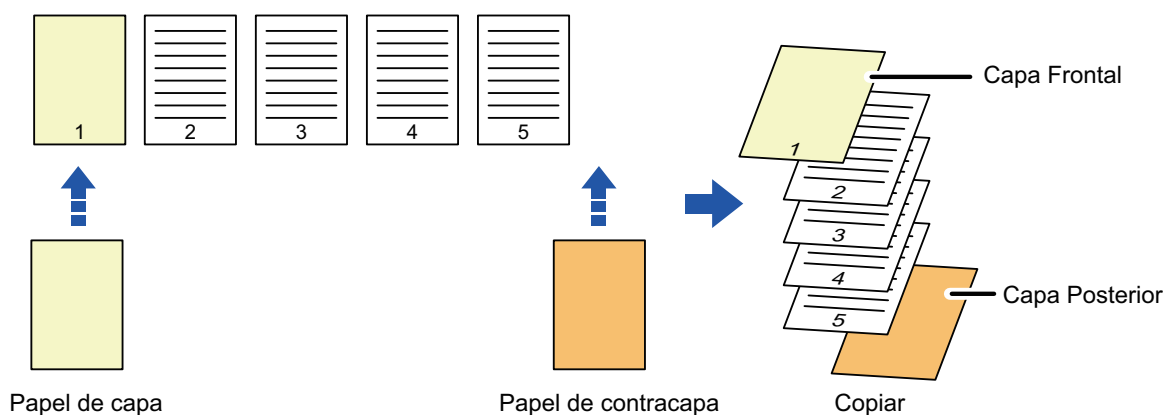 1 2 3 4 5
Capa Frontal
1
2
3
4
5
Capa Posterior
Papel de capa
Papel de contracapa
Copiar